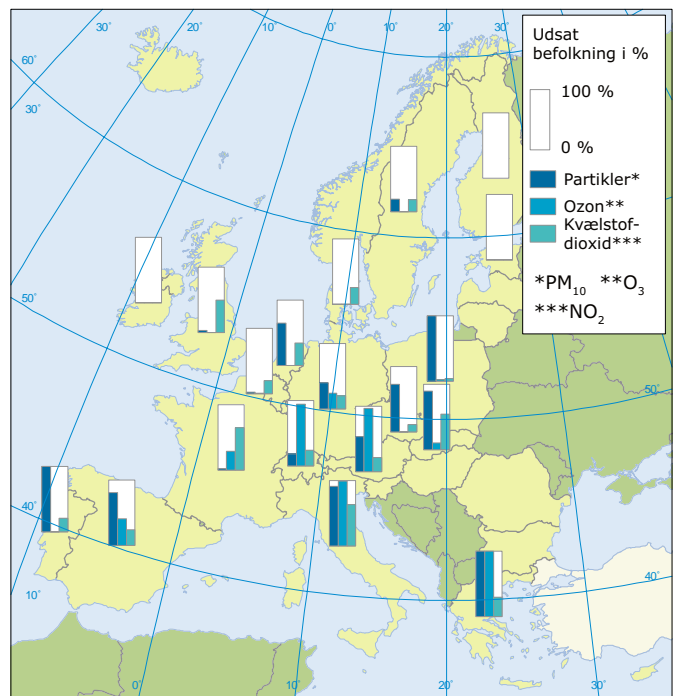 Udsat
befolkning i %
100 %
0 %
Partikler*
Ozon**
Kvælstof-
dioxid***
*PM10 **O3
***NO2
30°
20°
10°
0°
10°
20°
30°
60°
30°
50°
40°
10°
0°
10°
20°
30°
50°
40°